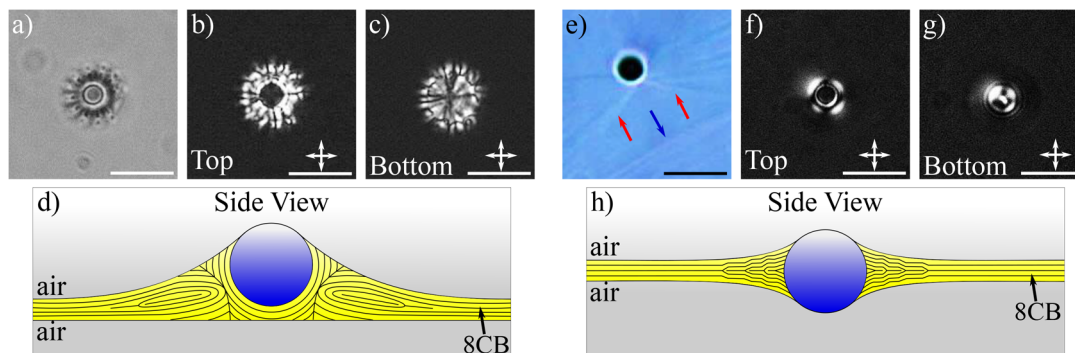 a)
b)
Top
c)
Bottom
d)
Side View
air
air
8CB
e)
f)
Top
g)
Bottom
h)
Side View
air
air
8CB